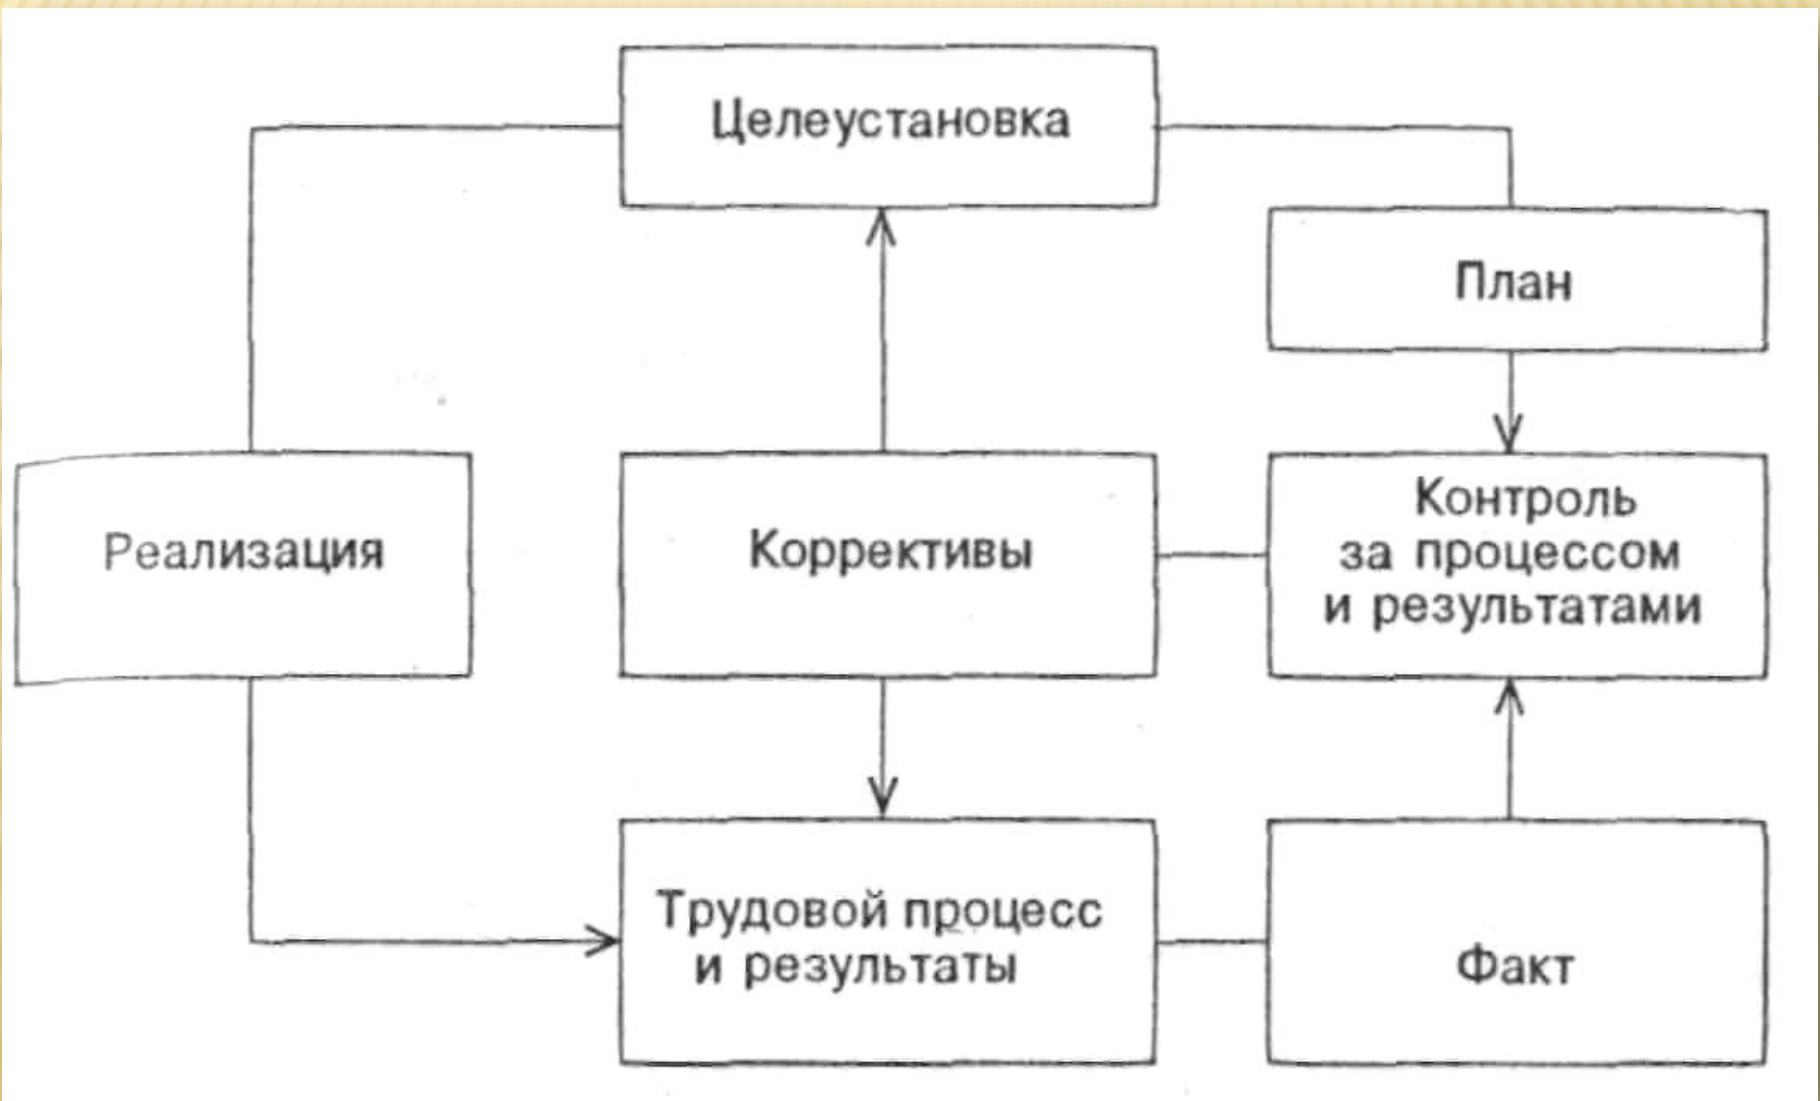 Целеустановка
План
Реализация
Коррективы
Контроль
за процессом
и результатами
Трудовой процесс
и результаты
Факт